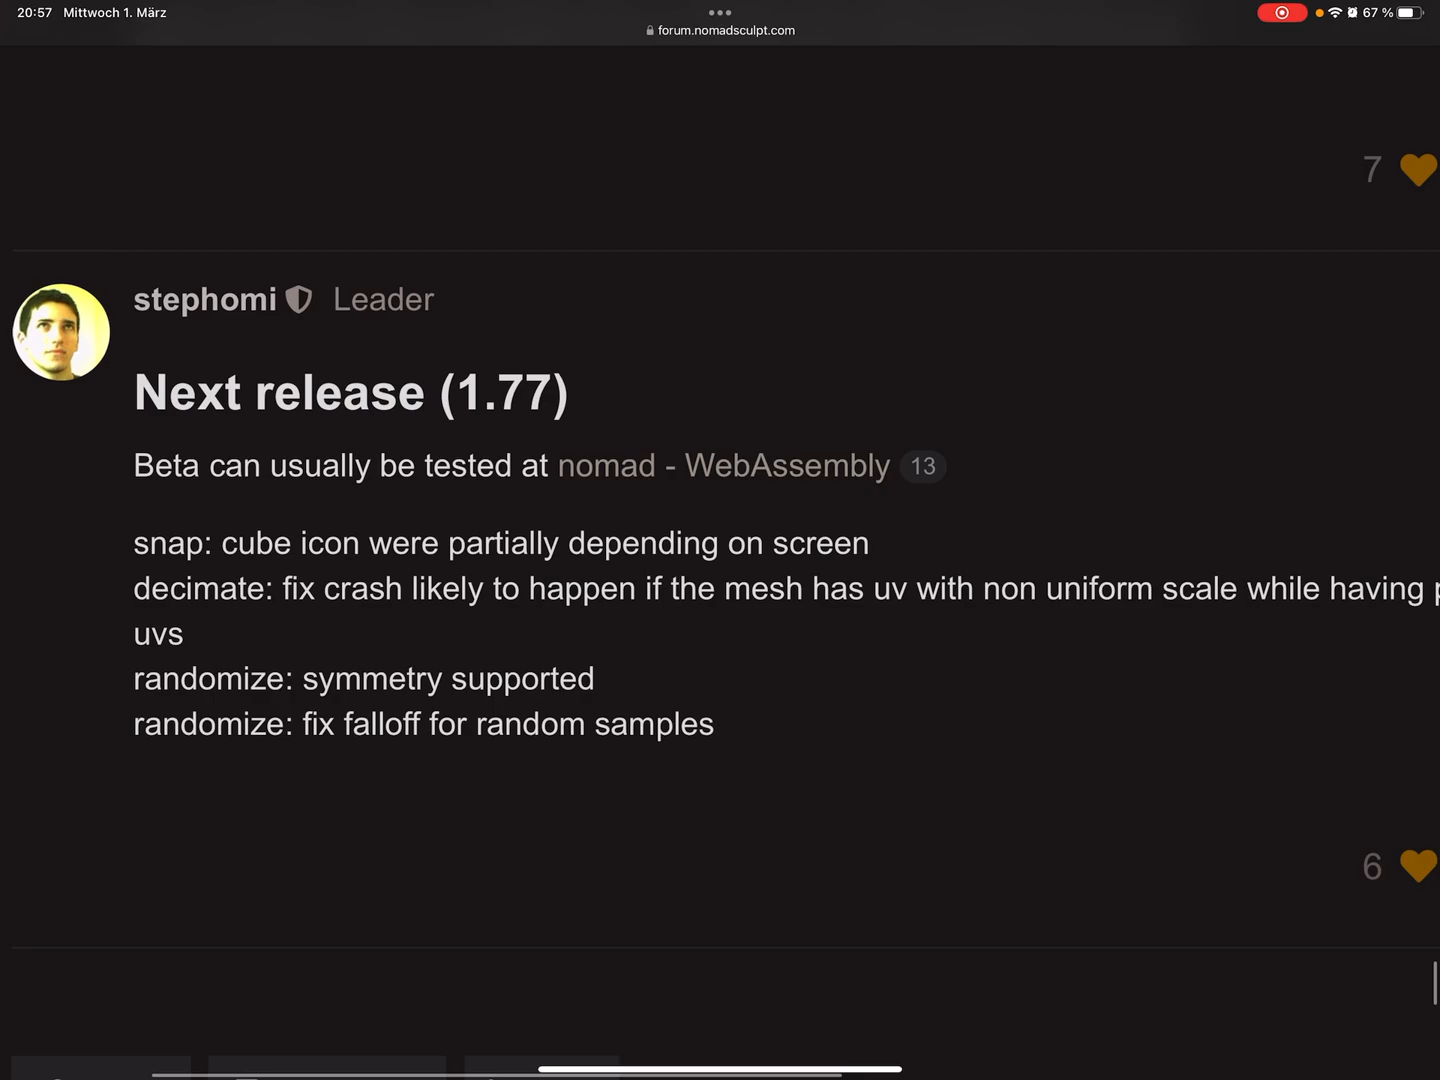 20:57 Mittwoch 1. März
67 %
forum.nomadsculpt.com
7
stephomi Leader
Next release (1.77)
Beta can usually be tested at nomad - WebAssembly 13
snap: cube icon were partially depending on screen
decimate: fix crash likely to happen if the mesh has uv with non uniform scale while having
uvs
randomize: symmetry supported
randomize: fix falloff for random samples
6